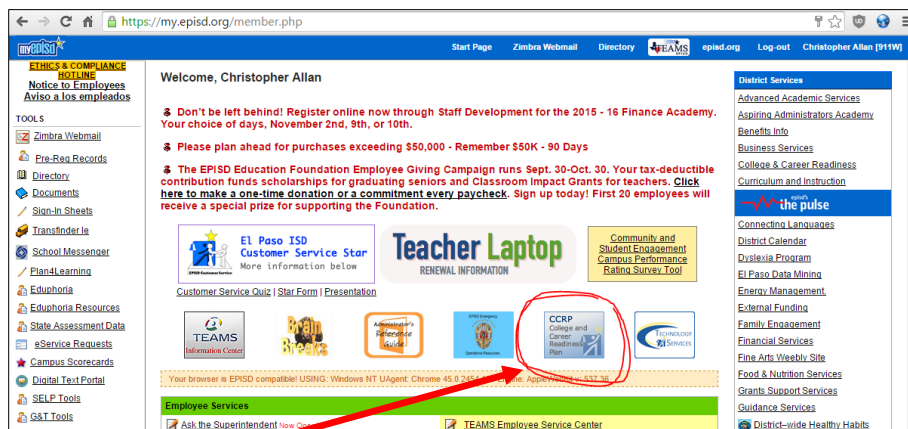 https://my.episd.org/member.php
myepisd
Start Page Zimbra Webmail Directory TEAMS episd.org Log-out Christopher Allan [911W]
ETHICS & COMPLIANCE
HOTLINE
Notice to Employees
Aviso a los empleados
TOOLS
Zimbra Webmail
Pre-Req Records
Directory
Documents
Sign-In Sheets
Transfinder Ie
School Messenger
Plan4Learning
Eduphoria
Eduphoria Resources
State Assessment Data
eService Requests
Campus Scorecards
Digital Text Portal
SELP Tools
G&T Tools
Welcome, Christopher Allan
Don't be left behind! Register online now through Staff Development for the 2015 - 16 Finance Academy.
Your choice of days, November 2nd, 9th, or 10th.
Please plan ahead for purchases exceeding $50,000 - Remember $50K - 90 Days
The EPISD Education Foundation Employee Giving Campaign runs Sept. 30-Oct. 30. Your tax-deductible
contribution funds scholarships for graduating seniors and Classroom Impact Grants for teachers. Click
here to make a one-time donation or a commitment every paycheck. Sign up today! First 20 employees will
receive a special prize for supporting the Foundation.
EPISD Customer Service
El Paso ISD
Customer Service Star
More information below
Teacher Laptop
RENEWAL INFORMATION
Community and
Student Engagement
Campus Performance
Rating Survey Tool
Customer Service Quiz | Star Form | Presentation
TEAMS
Information Center
Brain
Breaks
Administrator's
Reference
Guide
EPISD Emergency
Operations Resources
CCRP
College and
Career
Readiness
Plan
TECHNOLOGY
SERVICES
Your browser is EPISD compatible! USING: Windows NT UAgent: Chrome 45.0.2454 AppleWebKit v: 537.36
Employee Services
Ask the Superintendent Now
TEAMS Employee Service Center
District Services
Advanced Academic Services
Aspiring Administrators Academy
Benefits Info
Business Services
College & Career Readiness
Curriculum and Instruction
episd's
the pulse
Connecting Languages
District Calendar
Dyslexia Program
El Paso Data Mining
Energy Management.
External Funding
Family Engagement
Financial Services
Fine Arts Weebly Site
Food & Nutrition Services
Grants Support Services
Guidance Services
District-wide Healthy Habits